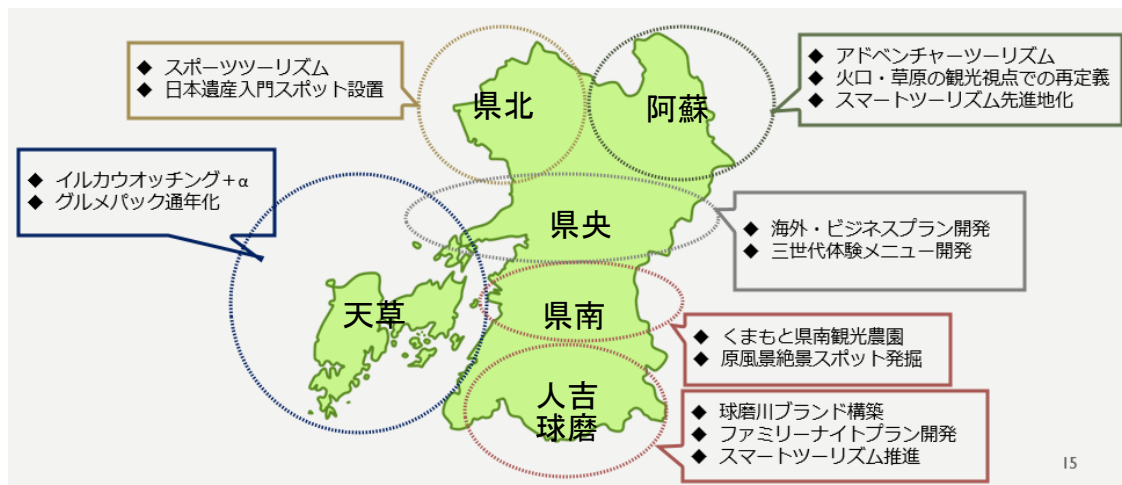 ◆ スポーツツーリズム
◆ 日本遺産入門スポット設置
県北
阿蘇
◆ アドベンチャーツーリズム
◆ 火口・草原の観光視点での再定義
◆ スマートツーリズム先進地化
◆ イルカウオッチング+α
◆ グルメパック通年化
県央
◆ 海外・ビジネスプラン開発
◆ 三世代体験メニュー開発
天草
県南
◆ くまもと県南観光農園
◆ 原風景絶景スポット発掘
人吉
球磨
◆ 球磨川ブランド構築
◆ ファミリーナイトプラン開発
◆ スマートツーリズム推進
15